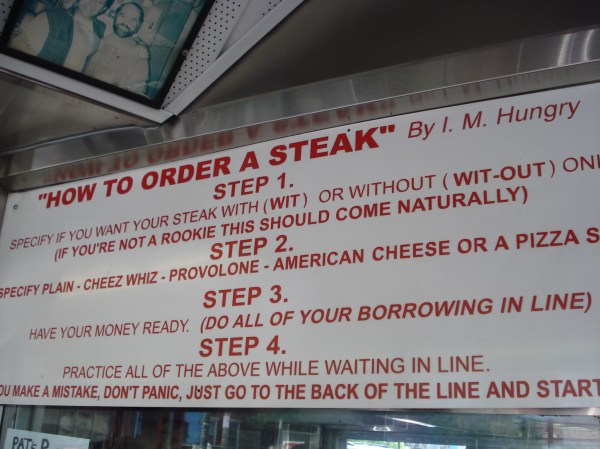 "HOW TO ORDER A STEAK" By I. M. Hungry
STEP 1.
SPECIFY IF YOU WANT YOUR STEAK WITH (WIT) OR WITHOUT (WIT-OUT) ONI
(IF YOU'RE NOT A ROOKIE THIS SHOULD COME NATURALLY)
STEP 2.
SPECIFY PLAIN - CHEEZ WHIZ - PROVOLONE - AMERICAN CHEESE OR A PIZZA S
STEP 3.
HAVE YOUR MONEY READY. (DO ALL OF YOUR BORROWING IN LINE)
STEP 4.
PRACTICE ALL OF THE ABOVE WHILE WAITING IN LINE.
OU MAKE A MISTAKE, DON'T PANIC, JUST GO TO THE BACK OF THE LINE AND START
PAT's